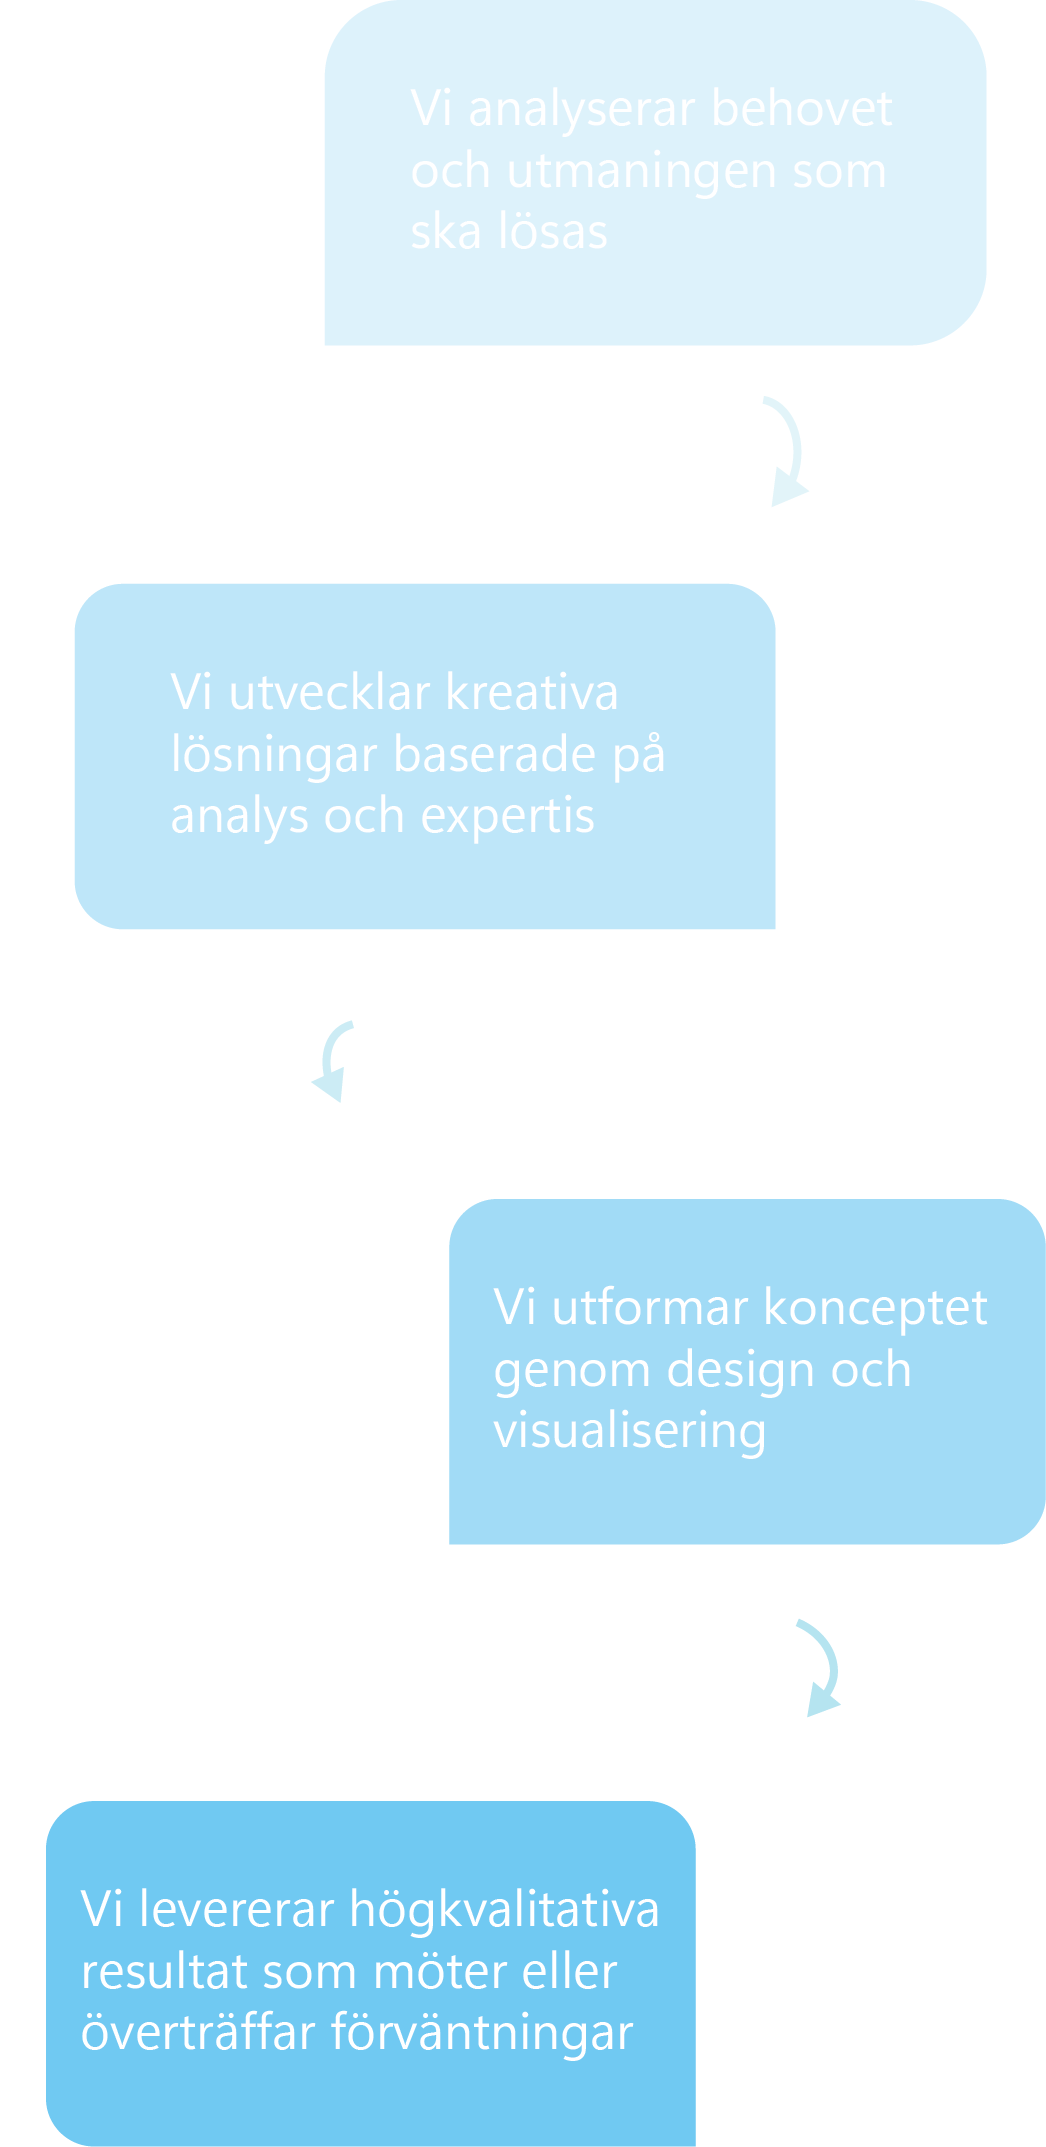 Vi analyserar behovet
och utmaningen som
ska lösas
Vi utvecklar kreativa
lösningar baserade på
analys och expertis
Vi utformar konceptet
genom design och
visualisering
Vi levererar högkvalitativa
resultat som möter eller
överträffar förväntningar